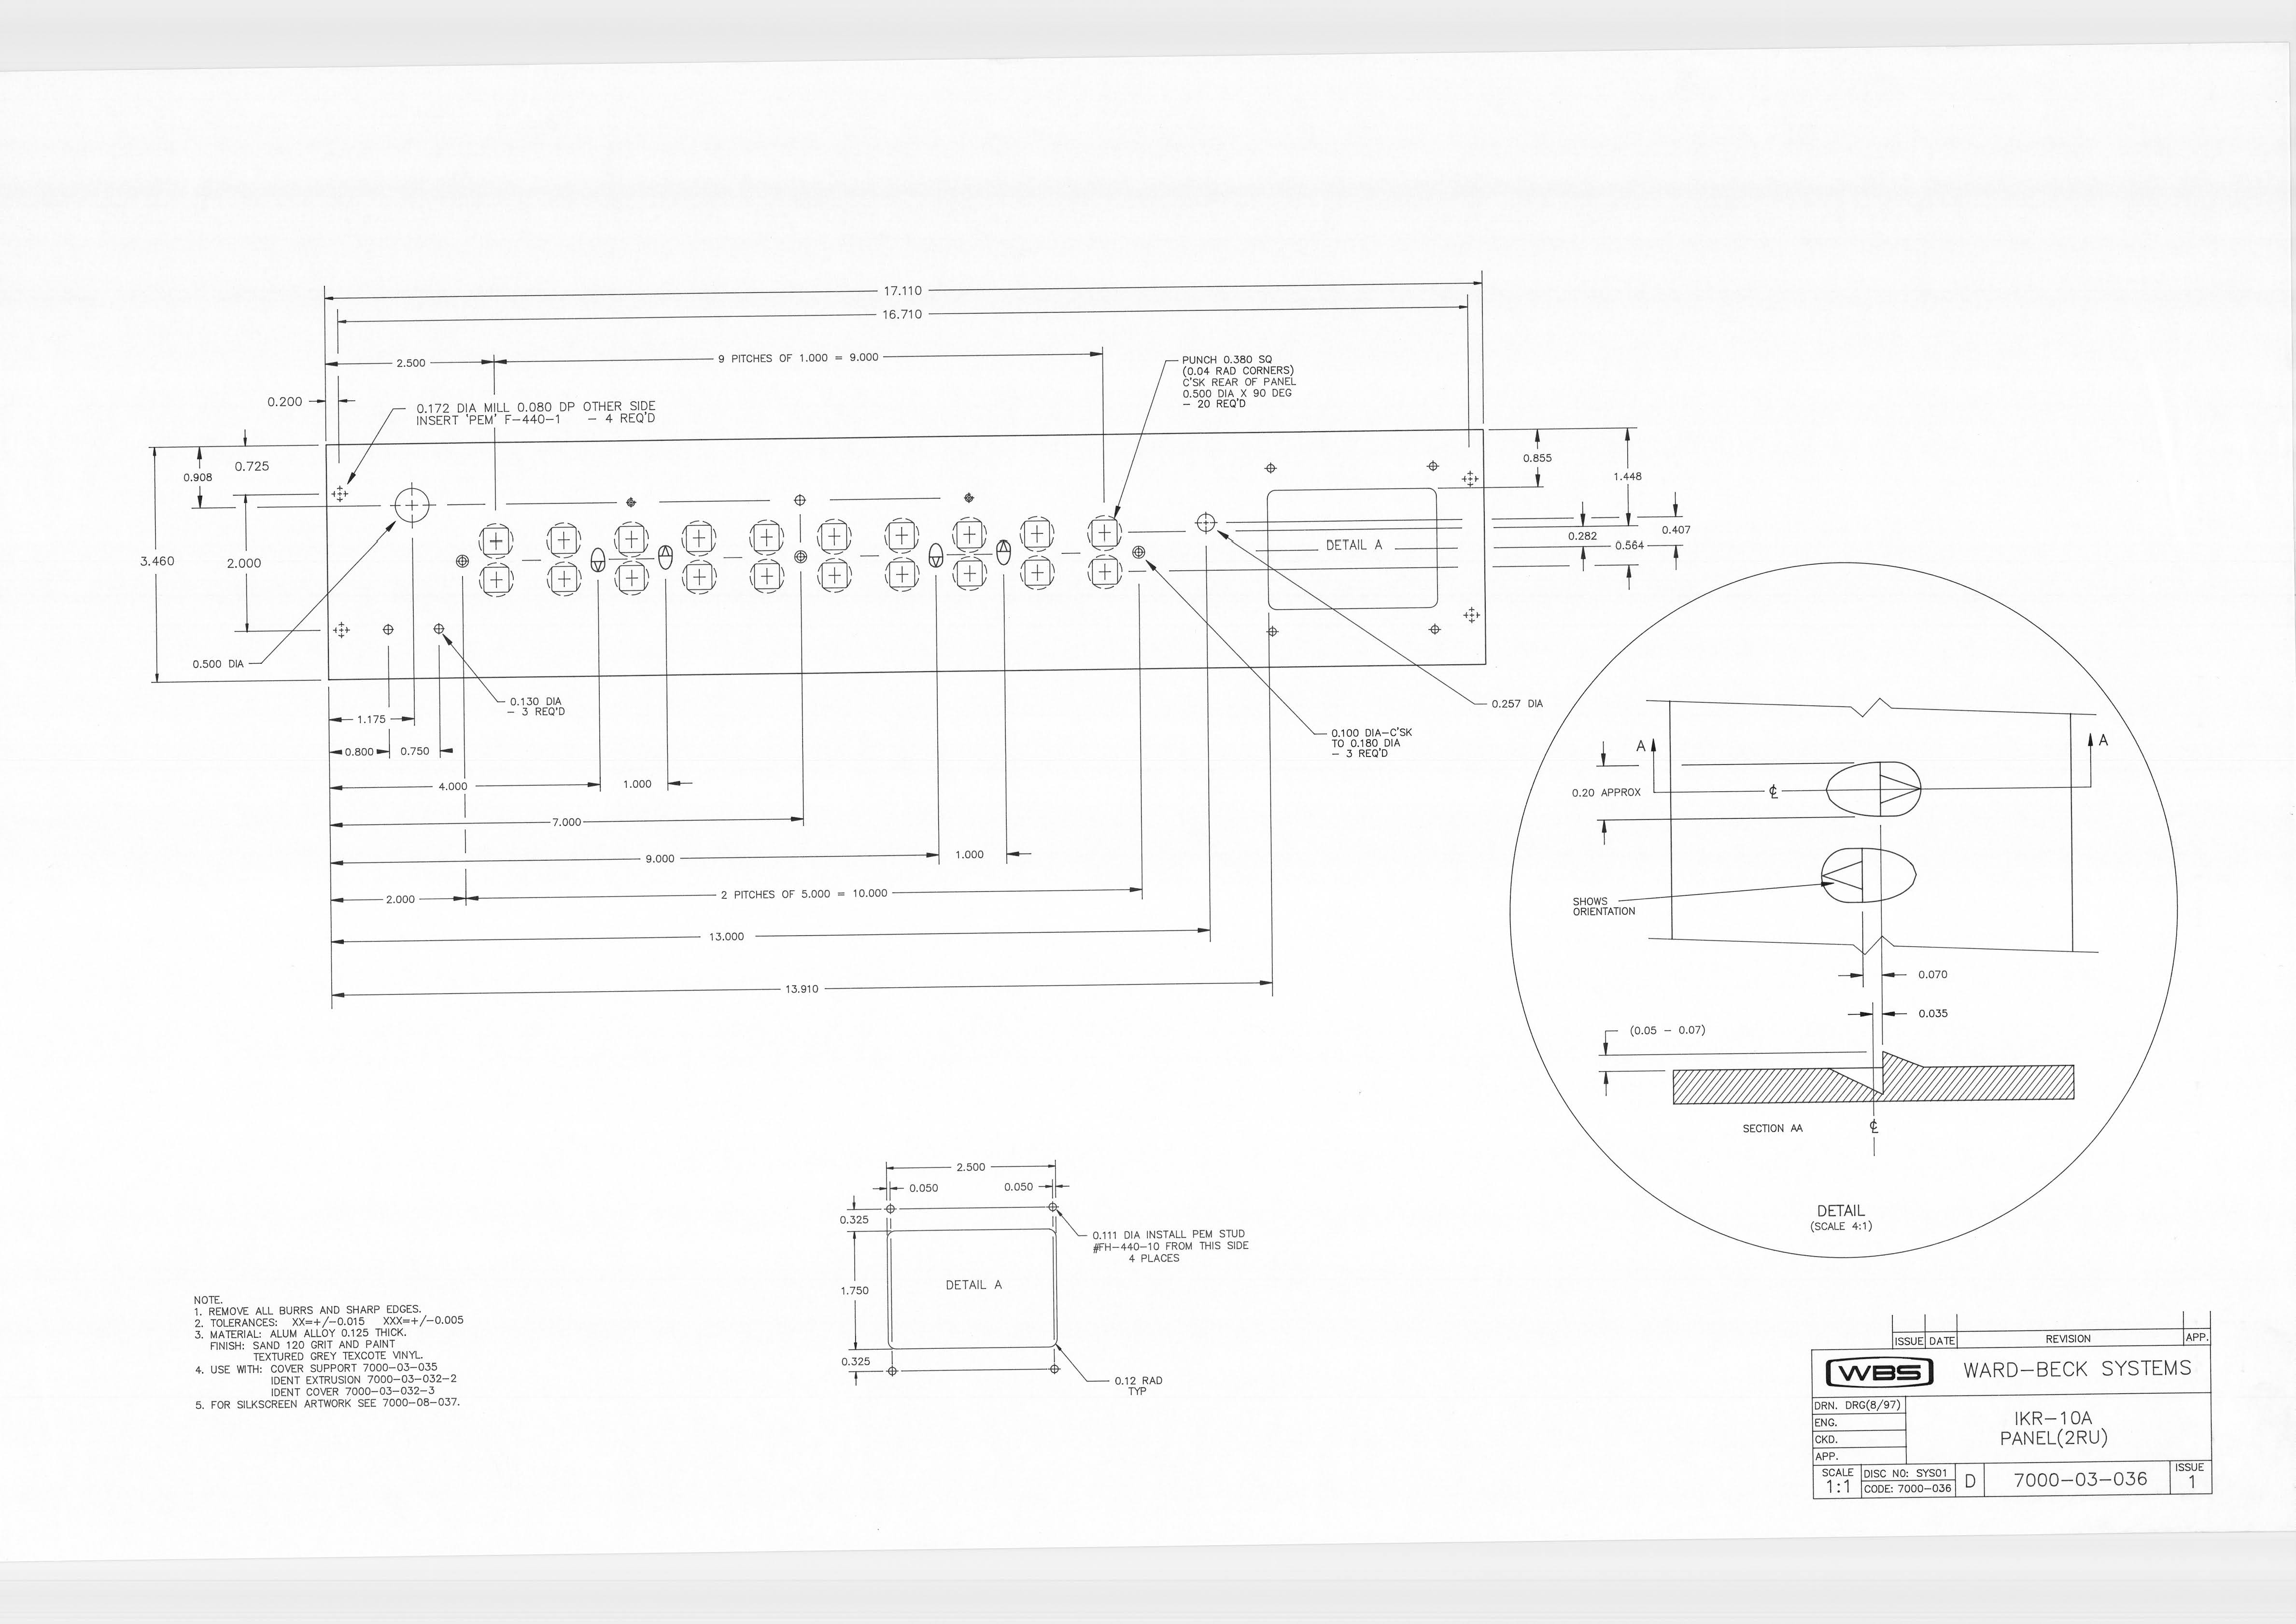 17.110
16.710
2.500
9 PITCHES OF 1.000 = 9.000
PUNCH 0.380 SQ
(0.04 RAD CORNERS)
C'SK REAR OF PANEL
0.500 DIA X 90 DEG
- 20 REQ'D
0.200
0.172 DIA MILL 0.080 DP OTHER SIDE
INSERT 'PEM' F-440-1 - 4 REQ'D
0.908
0.725
0.855
1.448
0.282
0.407
0.564
DETAIL A
3.460
2.000
0.500 DIA
0.130 DIA
- 3 REQ'D
0.257 DIA
0.100 DIA-C'SK
TO 0.180 DIA
- 3 REQ'D
1.175
0.800
0.750
4.000
1.000
7.000
9.000
1.000
2.000
2 PITCHES OF 5.000 = 10.000
13.000
13.910
A
A
0.20 APPROX
℄
SHOWS
ORIENTATION
0.070
0.035
(0.05 - 0.07)
SECTION AA
℄
DETAIL
(SCALE 4:1)
2.500
0.050
0.050
0.325
0.111 DIA INSTALL PEM STUD
#FH-440-10 FROM THIS SIDE
4 PLACES
1.750
DETAIL A
0.325
0.12 RAD
TYP
NOTE.
1. REMOVE ALL BURRS AND SHARP EDGES.
2. TOLERANCES: XX=+/-0.015 XXX=+/-0.005
3. MATERIAL: ALUM ALLOY 0.125 THICK.
FINISH: SAND 120 GRIT AND PAINT
TEXTURED GREY TEXCOTE VINYL.
4. USE WITH: COVER SUPPORT 7000-03-035
IDENT EXTRUSION 7000-03-032-2
IDENT COVER 7000-03-032-3
5. FOR SILKSCREEN ARTWORK SEE 7000-08-037.
ISSUE DATE REVISION APP.
WBS WARD-BECK SYSTEMS
DRN. DRG(8/97)
ENG.
CKD.
APP.
IKR-10A
PANEL(2RU)
SCALE
1:1
DISC NO: SYS01
CODE: 7000-036
D
7000-03-036
ISSUE
1